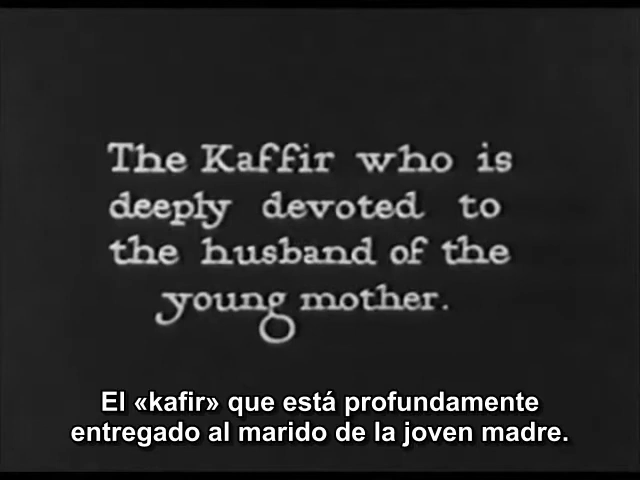 The Kaffir who is
deeply devoted to
the husband of the
young mother.
El «kafir» que está profundamente
entregado al marido de la joven madre.